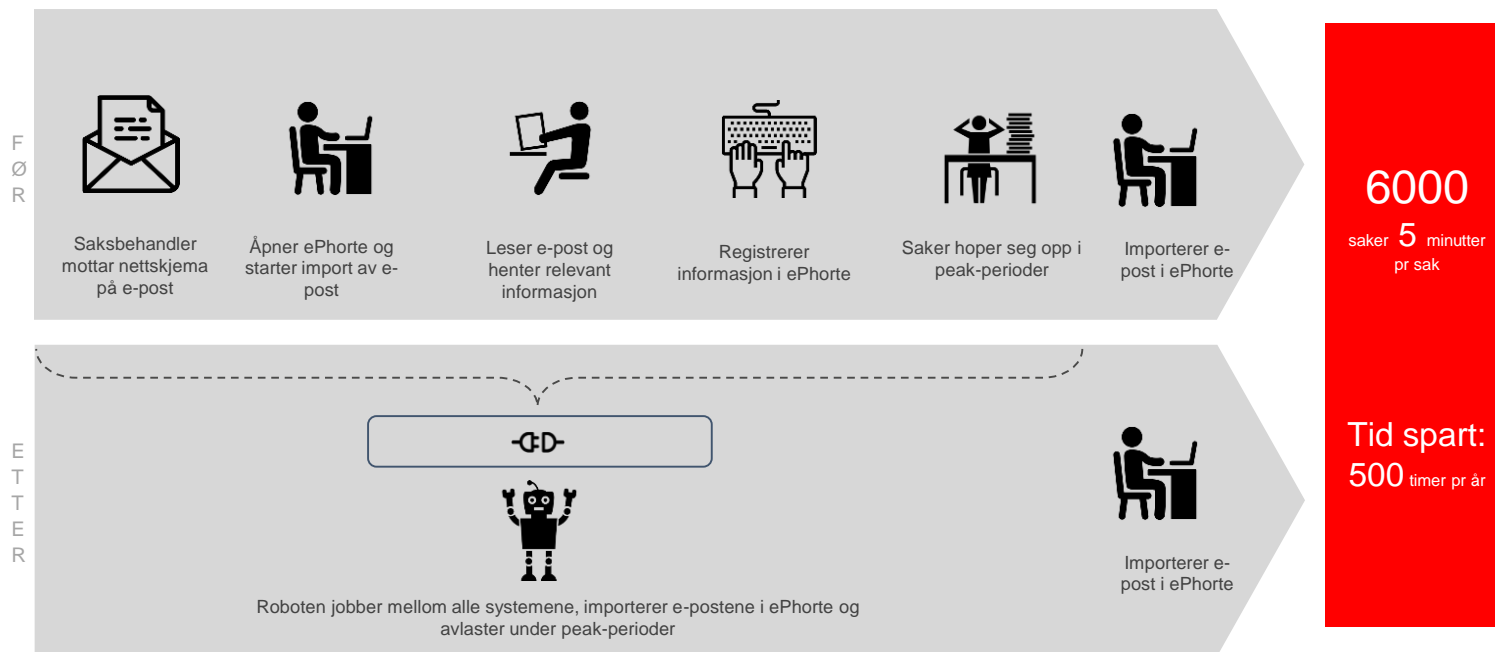 FØR
Saksbehandler
mottar nettskjema
på e-post
Åpner ePhorte og
starter import av e-
post
Leser e-post og
henter relevant
informasjon
Registrerer
informasjon i ePhorte
Saker hoper seg opp i
peak-perioder
Importerer e-
post i ePhorte
6000
saker 5 minutter
pr sak
ETTER
Roboten jobber mellom alle systemene, importerer e-postene i ePhorte og
avlaster under peak-perioder
Importerer e-
post i ePhorte
Tid spart:
500 timer pr år